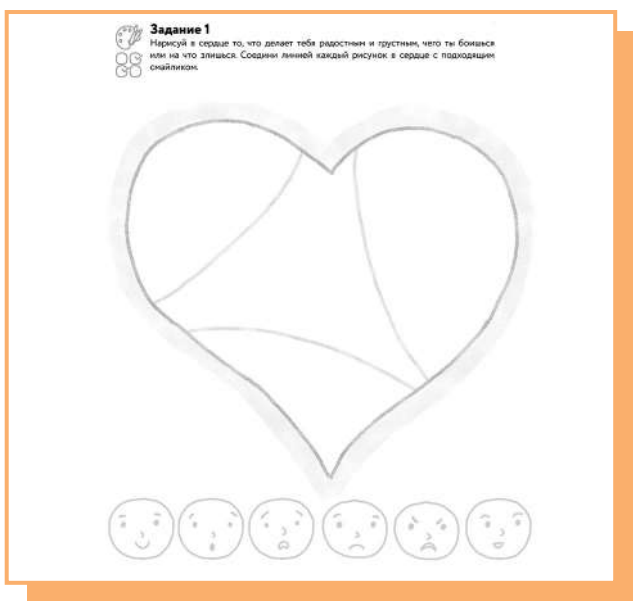 Задание 1
Нарисуй в сердце то, что делает тебя радостным и грустным, чего ты боишься
или на что злишься. Соедини линией каждый рисунок в сердце с подходящим
смайликом.